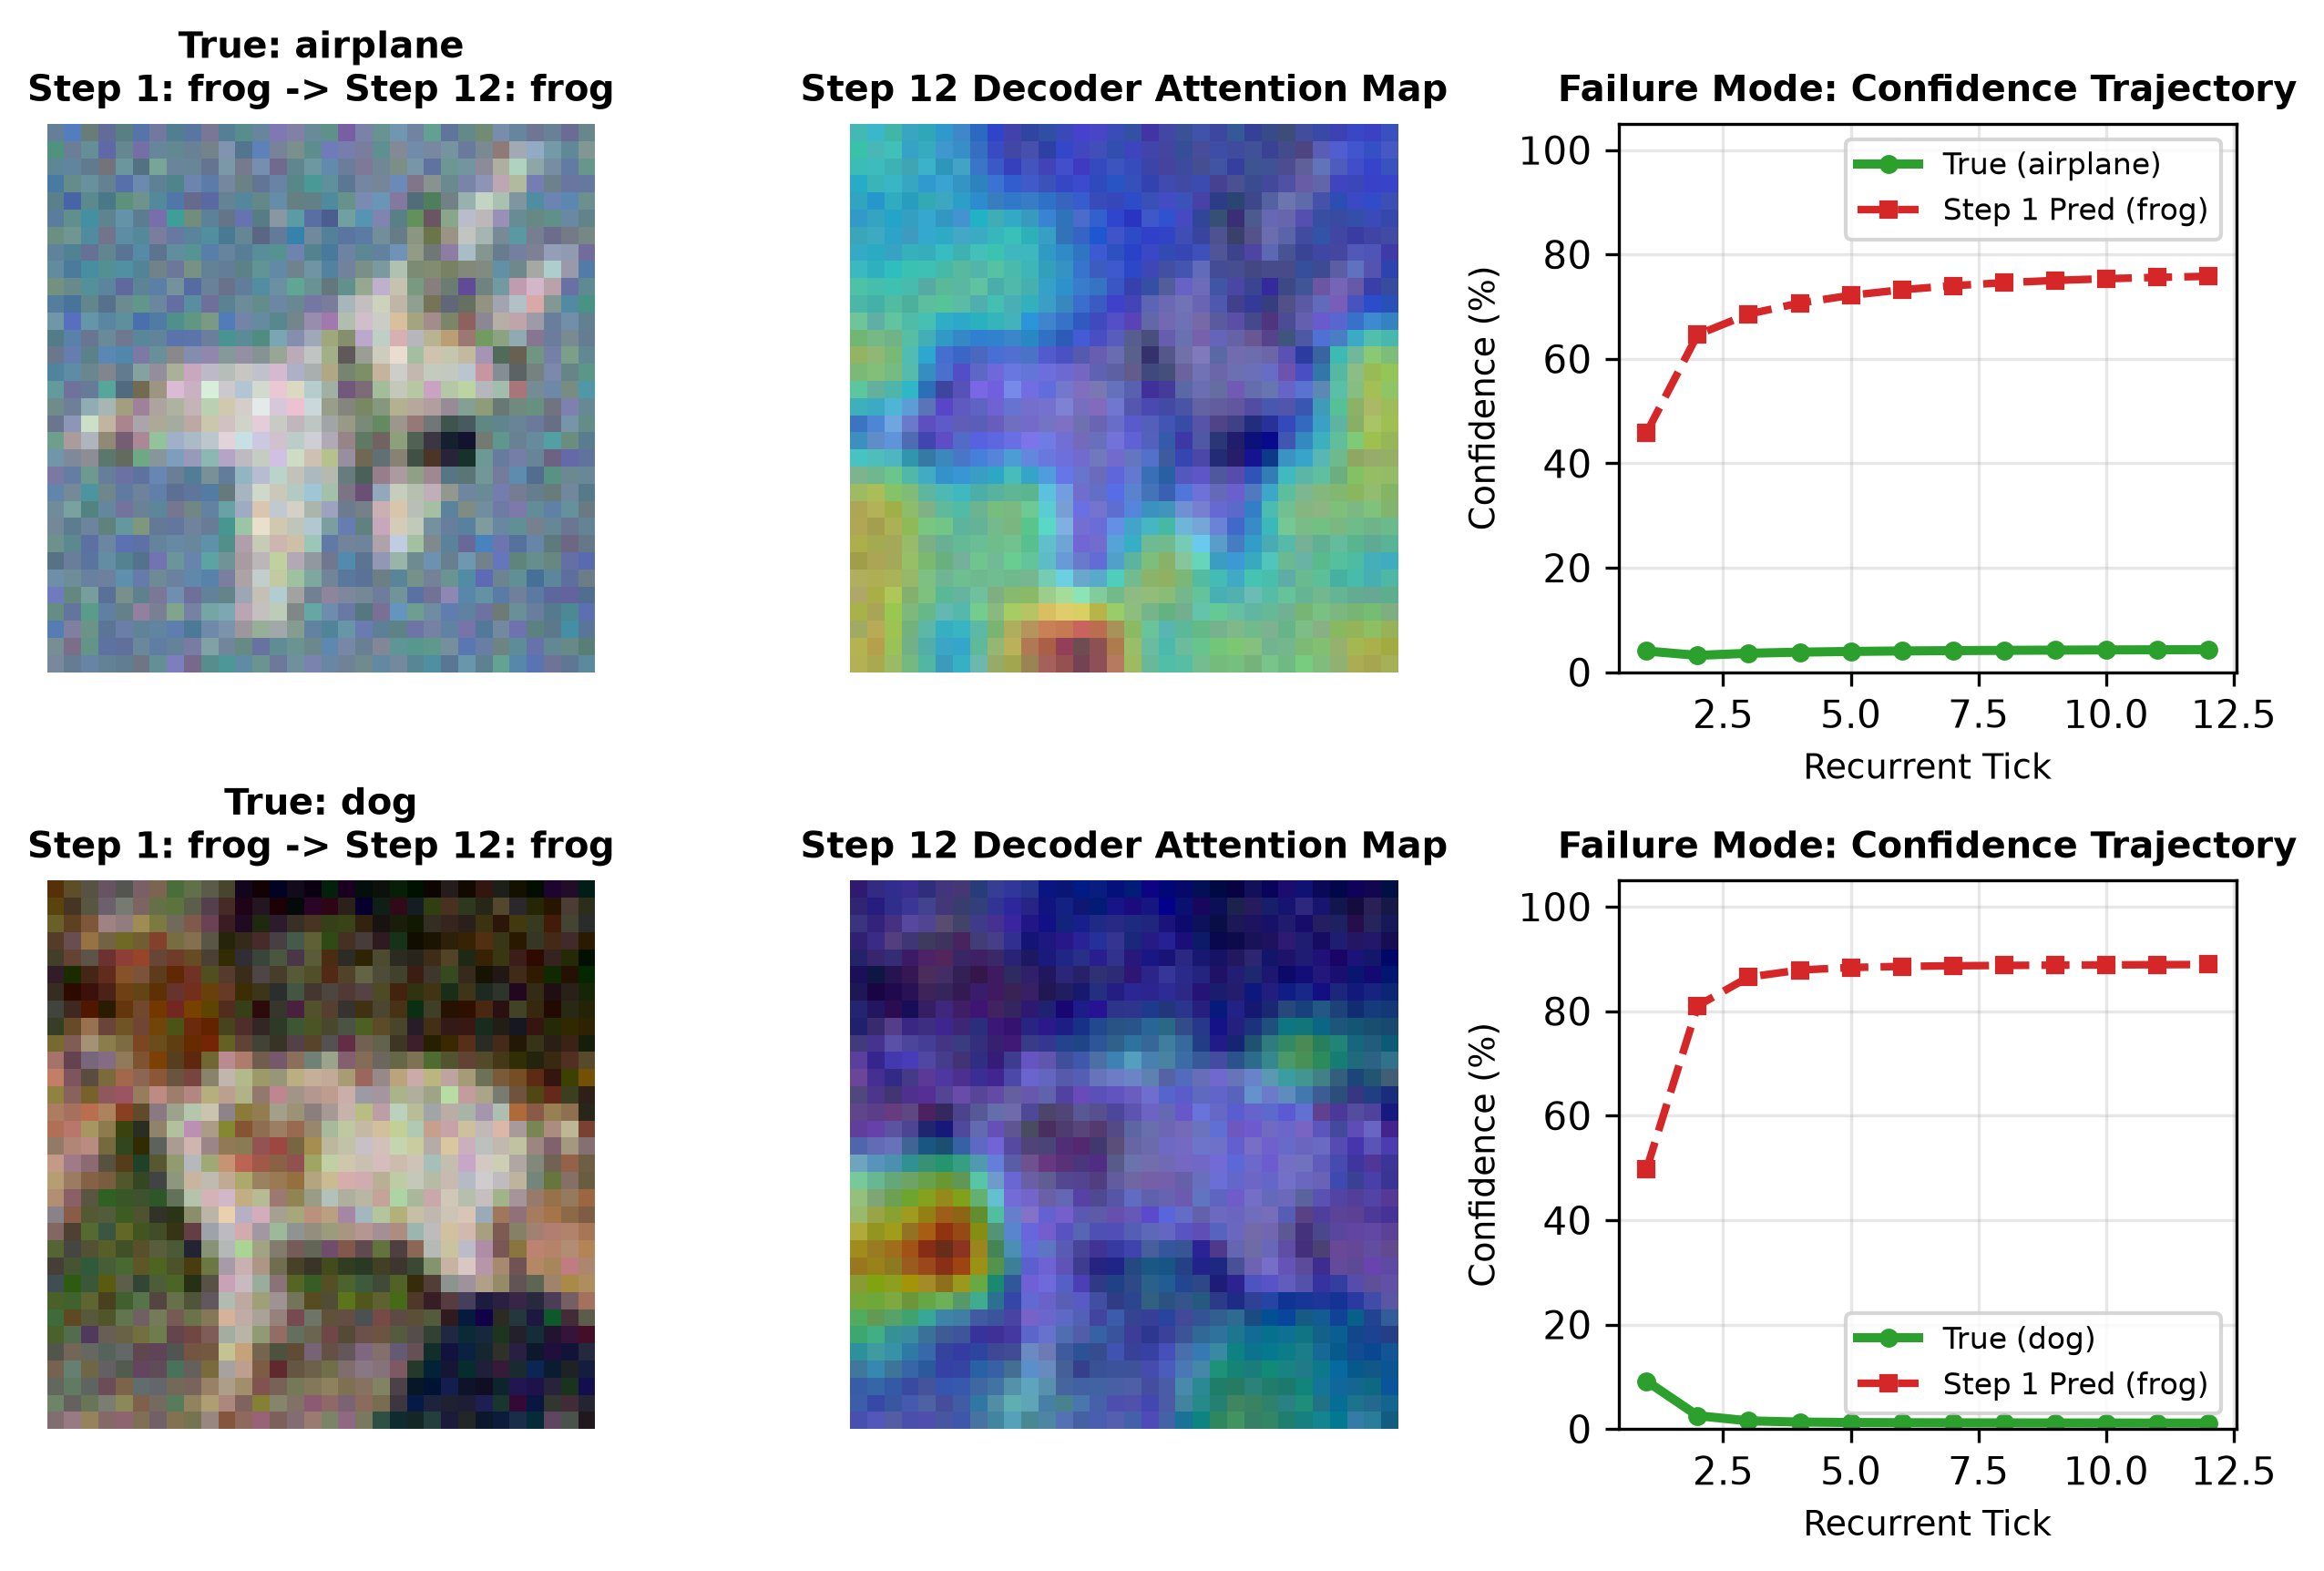 True: airplane
Step 1: frog -> Step 12: frog
Step 12 Decoder Attention Map
Failure Mode: Confidence Trajectory
100
80
60
40
20
0
Confidence (%)
True (airplane)
Step 1 Pred (frog)
2.5
5.0
7.5
10.0
12.5
Recurrent Tick
True: dog
Step 1: frog -> Step 12: frog
Step 12 Decoder Attention Map
Failure Mode: Confidence Trajectory
100
80
60
40
20
0
Confidence (%)
True (dog)
Step 1 Pred (frog)
2.5
5.0
7.5
10.0
12.5
Recurrent Tick